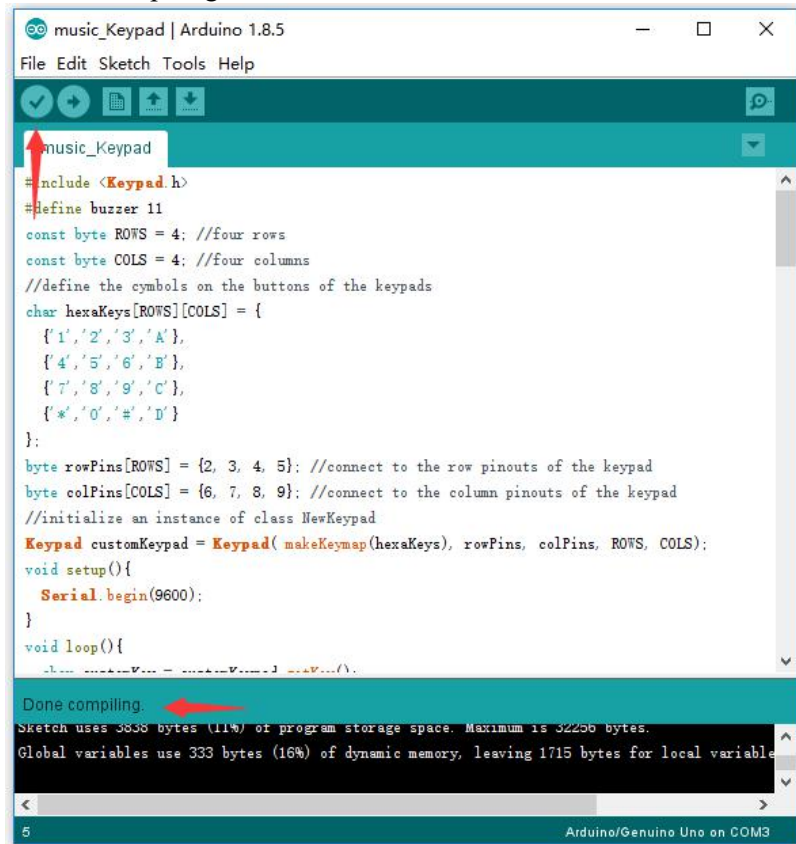 music_Keypad | Arduino 1.8.5
File Edit Sketch Tools Help
music_Keypad
#include <Keypad.h>
#define buzzer 11
const byte ROWS = 4; //four rows
const byte COLS = 4; //four columns
//define the cymbols on the buttons of the keypads
char hexaKeys[ROWS][COLS] = {
{'1','2','3','A'},
{'4','5','6','B'},
{'7','8','9','C'},
{'*','0','#','D'}
};
byte rowPins[ROWS] = {2, 3, 4, 5}; //connect to the row pinouts of the keypad
byte colPins[COLS] = {6, 7, 8, 9}; //connect to the column pinouts of the keypad
//initialize an instance of class NewKeypad
Keypad customKeypad = Keypad( makeKeymap(hexaKeys), rowPins, colPins, ROWS, COLS);
void setup(){
Serial.begin(9600);
}
void loop(){
char customKey = customKeypad.getKey();
Done compiling.
Sketch uses 3838 bytes (11%) of program storage space. Maximum is 32256 bytes.
Global variables use 333 bytes (16%) of dynamic memory, leaving 1715 bytes for local variable
5
Arduino/Genuino Uno on COM3